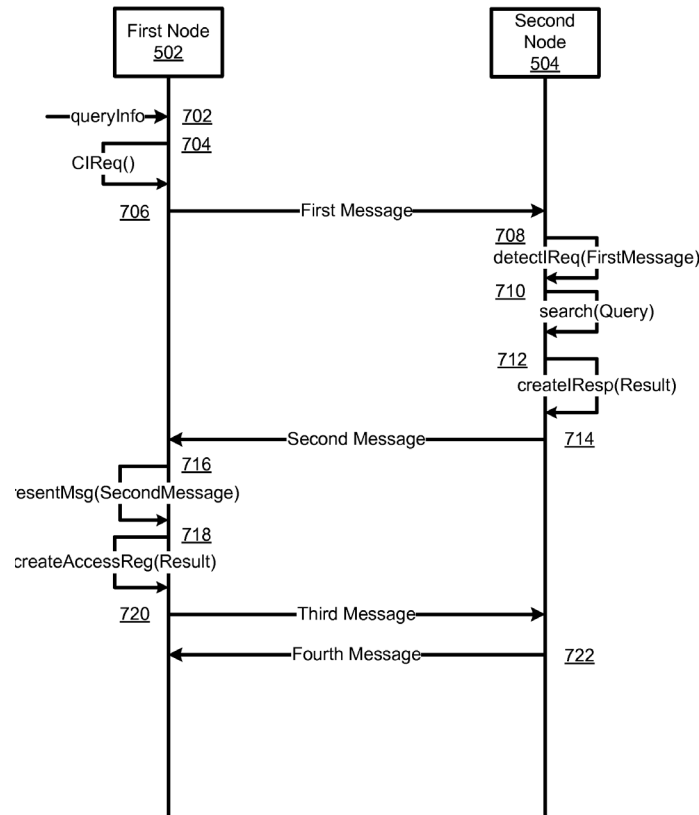 First Node
502
Second
Node
504
queryInfo
702
704
CIReq()
706
First Message
708
detectIReq(FirstMessage)
710
search(Query)
712
createIResp(Result)
Second Message
714
716
resentMsg(SecondMessage)
718
createAccessReg(Result)
720
Third Message
Fourth Message
722